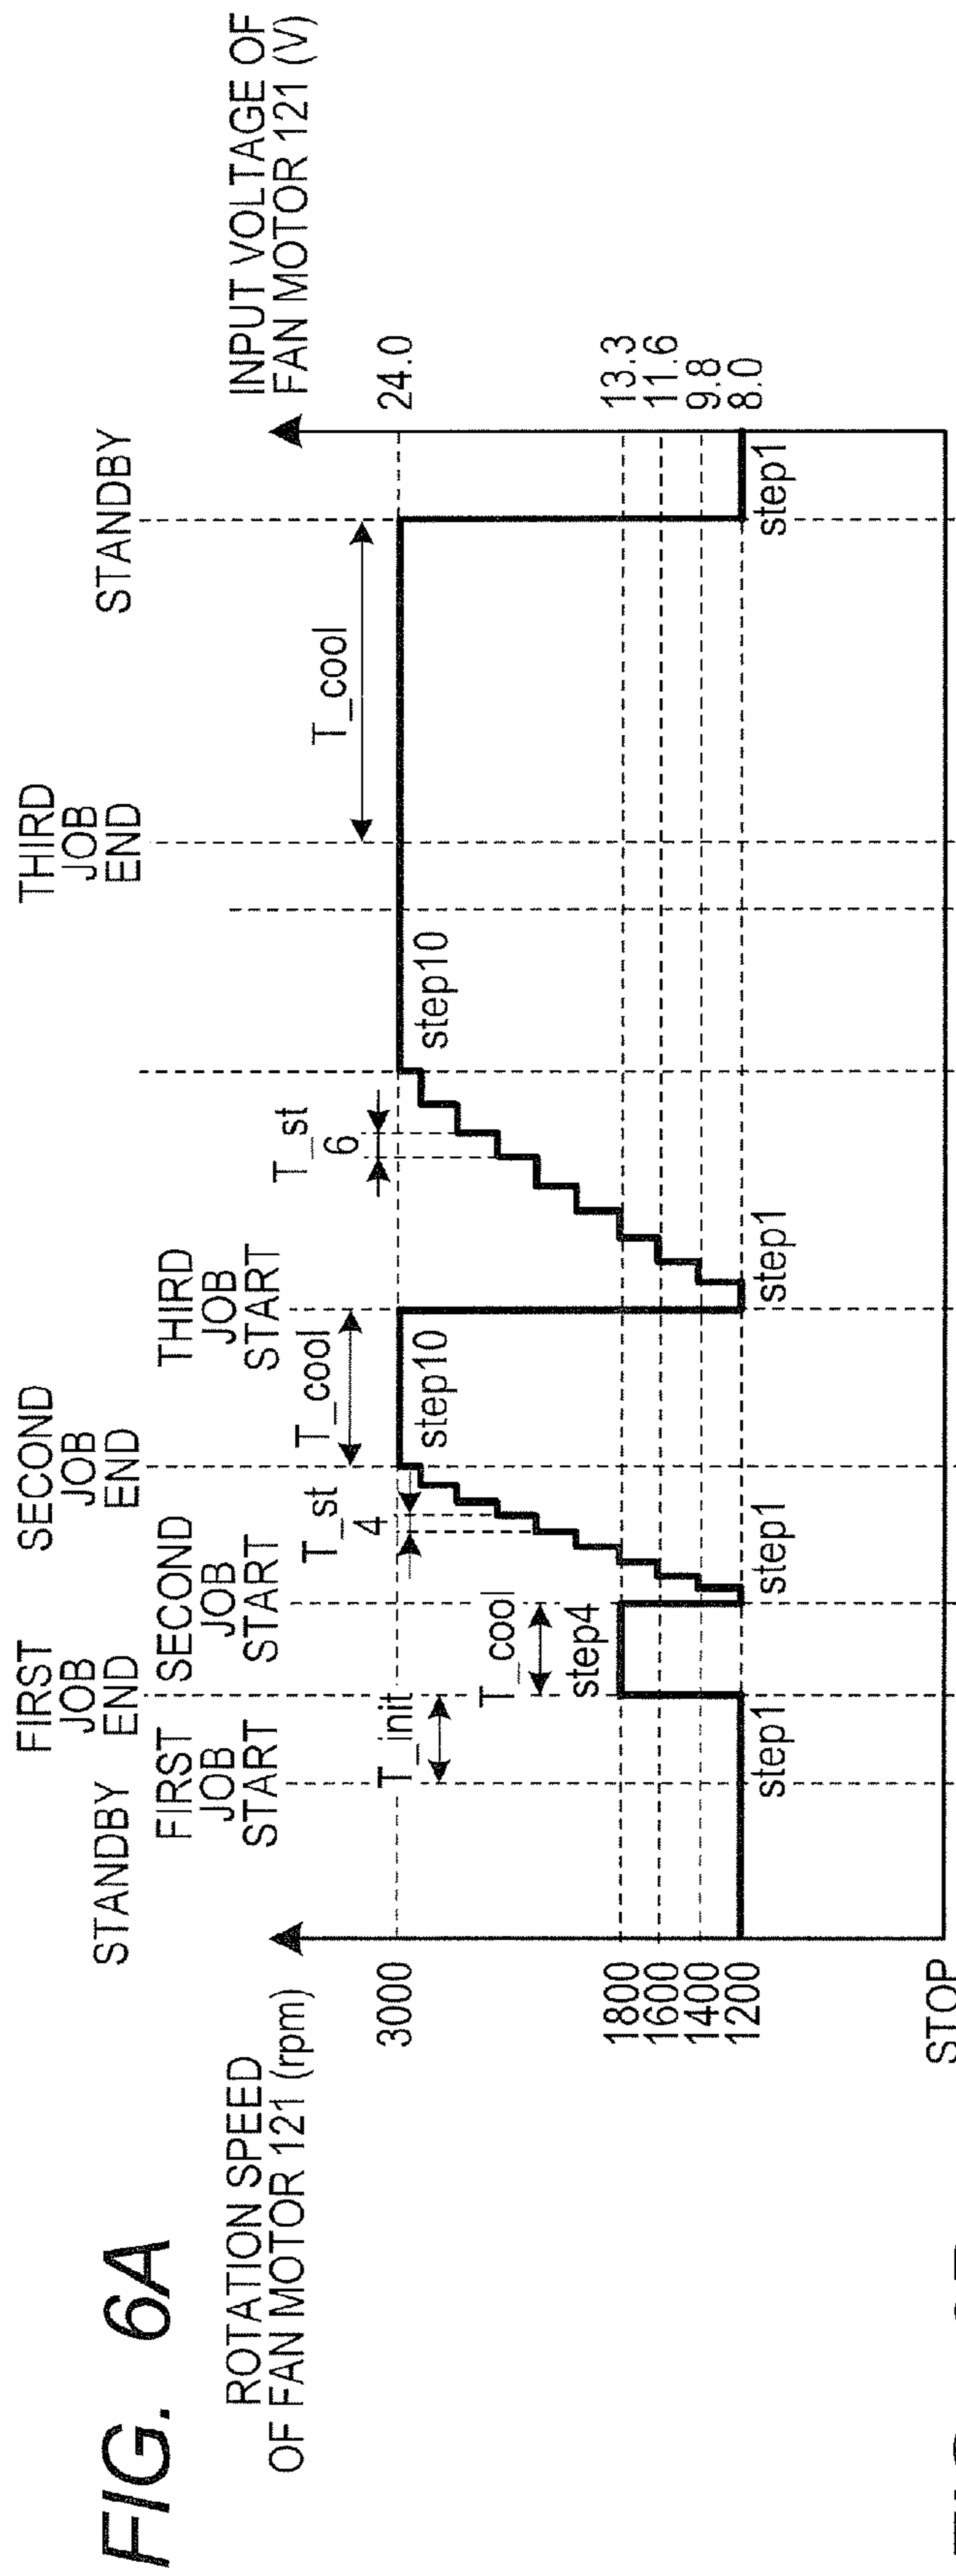 FIG. 6A
ROTATION SPEED
OF FAN MOTOR 121 (rpm)
INPUT VOLTAGE OF
FAN MOTOR 121 (V)
STANDBY
FIRST
JOB
START
FIRST
JOB
END
SECOND
JOB
START
SECOND
JOB
END
THIRD
JOB
START
THIRD
JOB
END
STANDBY
3000
1800
1600
1400
1200
STOP
24.0
13.3
11.6
9.8
8.0
T_init
T_cool
T_st
4
T_cool
T_st
6
T_cool
step1
step4
step1
step10
step1
step10
step1